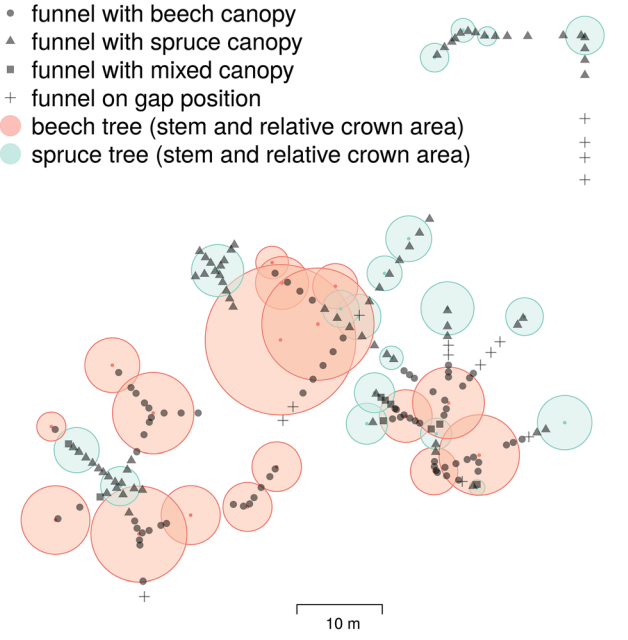 funnel with beech canopy
funnel with spruce canopy
funnel with mixed canopy
funnel on gap position
beech tree (stem and relative crown area)
spruce tree (stem and relative crown area)
10 m